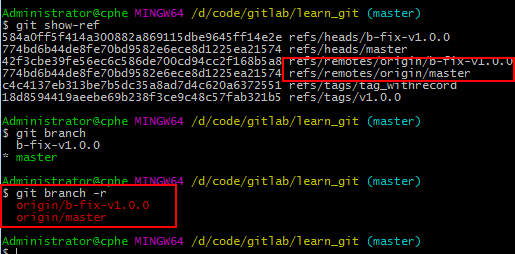 Administrator@cphe MINGW64 /d/code/gitlab/learn_git (master)
$ git show-ref
584a0ff5f414a300882a869115dbe9645ff14e2e refs/heads/b-fix-v1.0.0
774bd6b44de8fe70bd9582e6ece8d1225ea21574 refs/heads/master
42f3cbe39fe56ec6c586de700cd94cc2f168b5a8 refs/remotes/origin/b-fix-v1.0.0
774bd6b44de8fe70bd9582e6ece8d1225ea21574 refs/remotes/origin/master
c4c4137eb313be7b5dc35a8ad7d4c620a6372551 refs/tags/tag_withrecord
18d8594419aeebe69b238f3ce9c48c57fab321b5 refs/tags/v1.0.0
Administrator@cphe MINGW64 /d/code/gitlab/learn_git (master)
$ git branch
b-fix-v1.0.0
* master
Administrator@cphe MINGW64 /d/code/gitlab/learn_git (master)
$ git branch -r
origin/b-fix-v1.0.0
origin/master
Administrator@cphe MINGW64 /d/code/gitlab/learn_git (master)
$